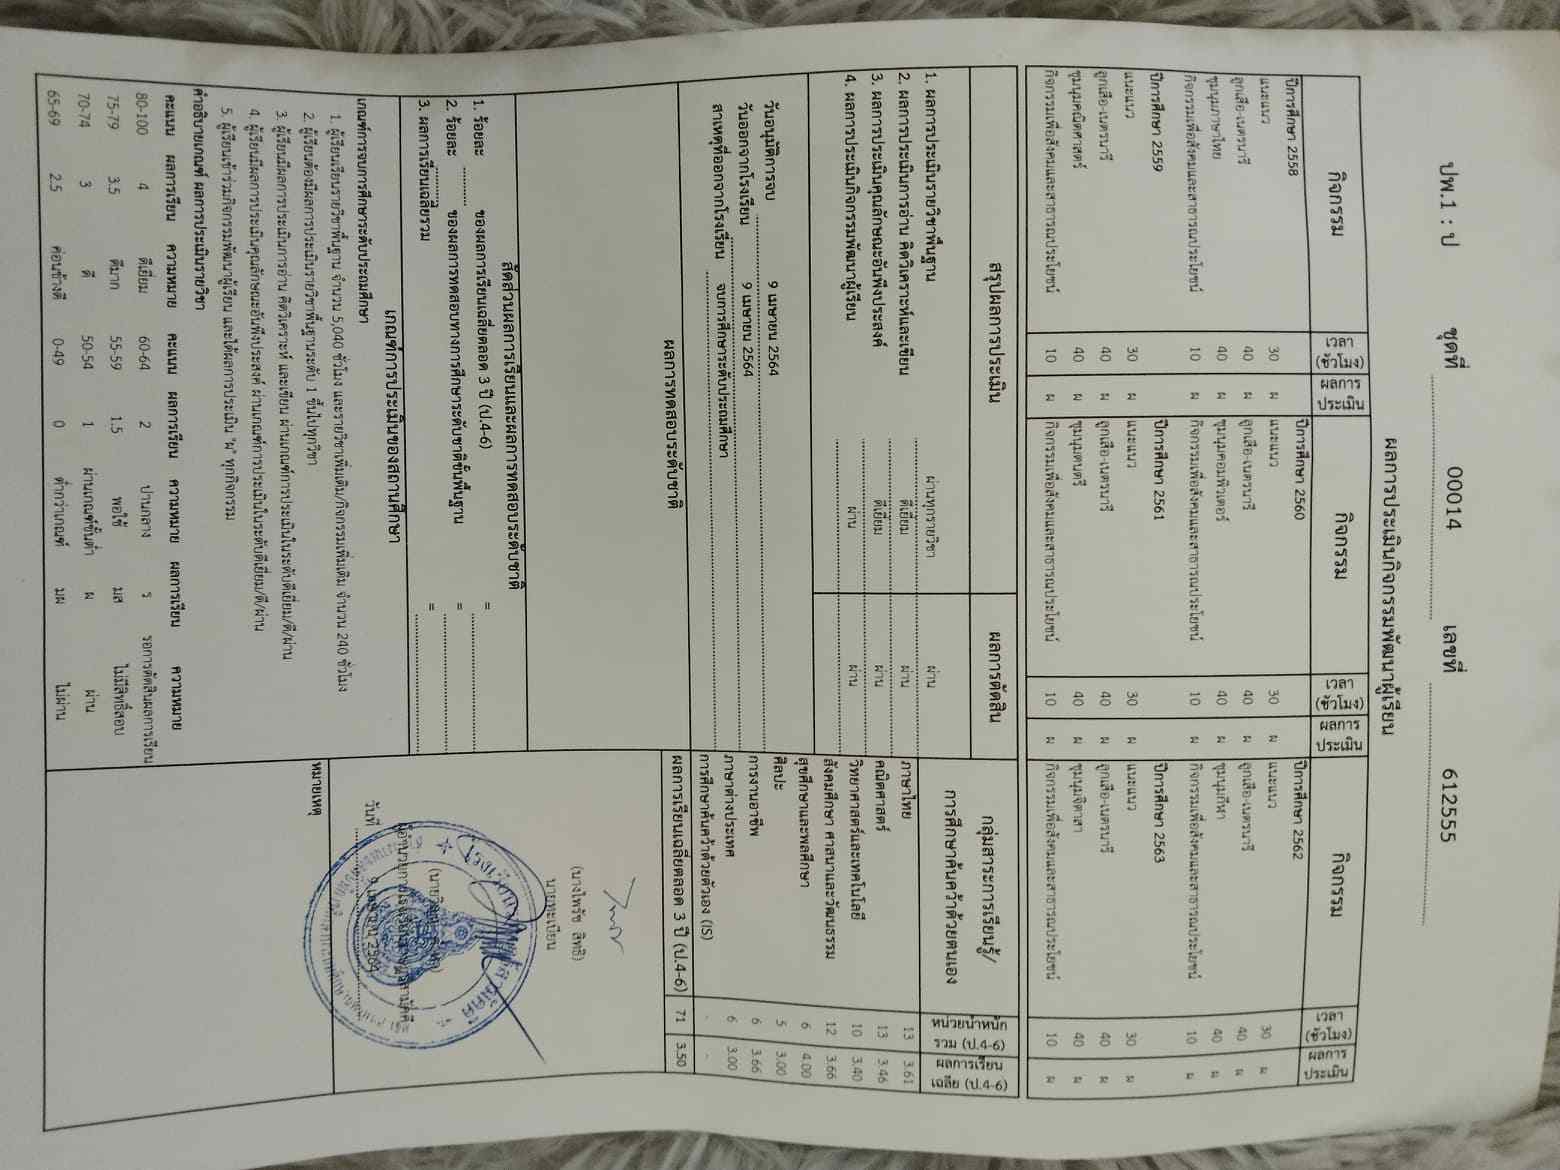 ปพ.1 : ป ชุดที่ 00014 เลขที่ 612555
ผลการประเมินกิจกรรมพัฒนาผู้เรียน
กิจกรรม เวลา (ชั่วโมง) ผลการประเมิน กิจกรรม เวลา (ชั่วโมง) ผลการประเมิน กิจกรรม เวลา (ชั่วโมง) ผลการประเมิน
ปีการศึกษา 2558 ปีการศึกษา 2560 ปีการศึกษา 2562
แนะแนว 30 ผ แนะแนว 30 ผ แนะแนว 30 ผ
ลูกเสือ-เนตรนารี 40 ผ ลูกเสือ-เนตรนารี 40 ผ ลูกเสือ-เนตรนารี 40 ผ
ชุมนุมภาษาไทย 40 ผ ชุมนุมคอมพิวเตอร์ 40 ผ ชุมนุมกีฬา 40 ผ
กิจกรรมเพื่อสังคมและสาธารณประโยชน์ 10 ผ กิจกรรมเพื่อสังคมและสาธารณประโยชน์ 10 ผ กิจกรรมเพื่อสังคมและสาธารณประโยชน์ 10 ผ
ปีการศึกษา 2559 ปีการศึกษา 2561 ปีการศึกษา 2563
แนะแนว 30 ผ แนะแนว 30 ผ แนะแนว 30 ผ
ลูกเสือ-เนตรนารี 40 ผ ลูกเสือ-เนตรนารี 40 ผ ลูกเสือ-เนตรนารี 40 ผ
ชุมนุมคณิตศาสตร์ 40 ผ ชุมนุมดนตรี 40 ผ ชุมนุมจิตอาสา 40 ผ
กิจกรรมเพื่อสังคมและสาธารณประโยชน์ 10 ผ กิจกรรมเพื่อสังคมและสาธารณประโยชน์ 10 ผ กิจกรรมเพื่อสังคมและสาธารณประโยชน์ 10 ผ
สรุปผลการประเมิน ผลการตัดสิน
1. ผลการประเมินรายวิชาพื้นฐาน ผ่านทุกรายวิชา ผ่าน
2. ผลการประเมินการอ่าน คิดวิเคราะห์และเขียน ดีเยี่ยม ผ่าน
3. ผลการประเมินคุณลักษณะอันพึงประสงค์ ดีเยี่ยม ผ่าน
4. ผลการประเมินกิจกรรมพัฒนาผู้เรียน ผ่าน ผ่าน
วันอนุมัติการจบ 9 เมษายน 2564
วันออกจากโรงเรียน 9 เมษายน 2564
สาเหตุที่ออกจากโรงเรียน จบการศึกษาระดับประถมศึกษา
ผลการทดสอบระดับชาติ
สัดส่วนผลการเรียนและผลการทดสอบระดับชาติ
1. ร้อยละ ของผลการเรียนเฉลี่ยตลอด 3 ปี (ป.4-6) =
2. ร้อยละ ของผลการทดสอบทางการศึกษาระดับชาติขั้นพื้นฐาน =
3. ผลการเรียนเฉลี่ยรวม =
เกณฑ์การประเมินของสถานศึกษา
เกณฑ์การจบการศึกษาระดับประถมศึกษา
1. ผู้เรียนเรียนรายวิชาพื้นฐาน จำนวน 5,040 ชั่วโมง และรายวิชาเพิ่มเติม/กิจกรรมเพิ่มเติม จำนวน 240 ชั่วโมง
2. ผู้เรียนต้องมีผลการประเมินรายวิชาพื้นฐานระดับ 1 ขึ้นไปทุกวิชา
3. ผู้เรียนมีผลการประเมินการอ่าน คิดวิเคราะห์ และเขียน ผ่านเกณฑ์การประเมินในระดับดีเยี่ยม/ดี/ผ่าน
4. ผู้เรียนมีผลการประเมินคุณลักษณะอันพึงประสงค์ ผ่านเกณฑ์การประเมินในระดับดีเยี่ยม/ดี/ผ่าน
5. ผู้เรียนเข้าร่วมกิจกรรมพัฒนาผู้เรียน และได้ผลการประเมิน "ผ" ทุกกิจกรรม
คำอธิบายเกณฑ์ ผลการประเมินรายวิชา
คะแนน ผลการเรียน ความหมาย คะแนน ผลการเรียน ความหมาย ผลการเรียน ความหมาย
80-100 4 ดีเยี่ยม 60-64 2 ปานกลาง ร รอการตัดสินผลการเรียน
75-79 3.5 ดีมาก 55-59 1.5 พอใช้ มส ไม่มีสิทธิ์สอบ
70-74 3 ดี 50-54 1 ผ่านเกณฑ์ขั้นต่ำ ผ ผ่าน
65-69 2.5 ค่อนข้างดี 0-49 0 ต่ำกว่าเกณฑ์ มผ ไม่ผ่าน
กลุ่มสาระการเรียนรู้/ หน่วยน้ำหนัก ผลการเรียน
การศึกษาค้นคว้าด้วยตนเอง รวม (ป.4-6) เฉลี่ย (ป.4-6)
ภาษาไทย 13 3.61
คณิตศาสตร์ 13 3.46
วิทยาศาสตร์และเทคโนโลยี 10 3.40
สังคมศึกษา ศาสนาและวัฒนธรรม 12 3.66
สุขศึกษาและพลศึกษา 6 4.00
ศิลปะ 5 3.00
การงานอาชีพ 6 3.66
ภาษาต่างประเทศ 6 3.00
การศึกษาค้นคว้าด้วยตัวเอง (IS) - -
ผลการเรียนเฉลี่ยตลอด 3 ปี (ป.4-6) 71 3.50
(นางไพรัช สิทธิ)
นายทะเบียน
วันที่ 9 เมษายน 2564
หมายเหตุ